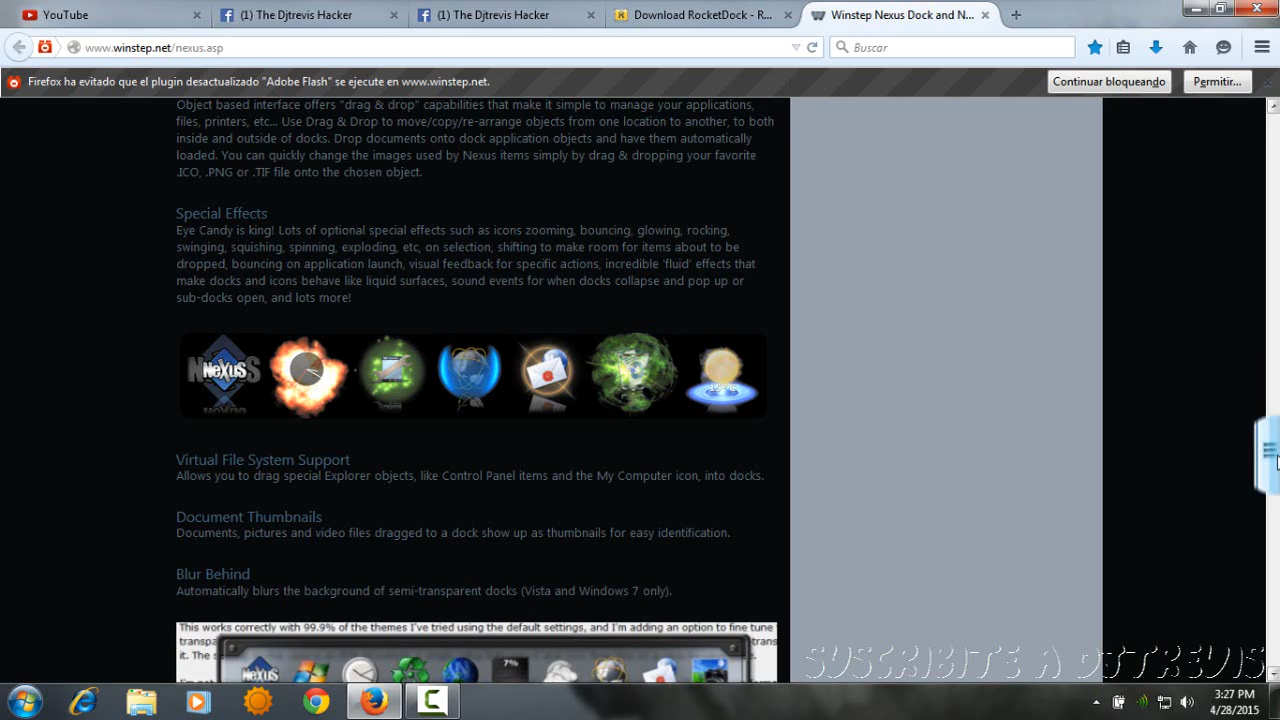 YouTube
(1) The Djtrevis Hacker
(1) The Djtrevis Hacker
Download RocketDock - R...
Winstep Nexus Dock and N...
www.winstep.net/nexus.asp
Buscar
Firefox ha evitado que el plugin desactualizado "Adobe Flash" se ejecute en www.winstep.net.
Continuar bloqueando
Permitir...
Object based interface offers "drag & drop" capabilities that make it simple to manage your applications,
files, printers, etc... Use Drag & Drop to move/copy/re-arrange objects from one location to another, to both
inside and outside of docks. Drop documents onto dock application objects and have them automatically
loaded. You can quickly change the images used by Nexus items simply by drag & dropping your favorite
.ICO, .PNG or .TIF file onto the chosen object.
Special Effects
Eye Candy is king! Lots of optional special effects such as icons zooming, bouncing, glowing, rocking,
swinging, squishing, spinning, exploding, etc, on selection, shifting to make room for items about to be
dropped, bouncing on application launch, visual feedback for specific actions, incredible 'fluid' effects that
make docks and icons behave like liquid surfaces, sound events for when docks collapse and pop up or
sub-docks open, and lots more!
NeXuS
15°C
Virtual File System Support
Allows you to drag special Explorer objects, like Control Panel items and the My Computer icon, into docks.
Document Thumbnails
Documents, pictures and video files dragged to a dock show up as thumbnails for easy identification.
Blur Behind
Automatically blurs the background of semi-transparent docks (Vista and Windows 7 only).
This works correctly with 99.9% of the themes I've tried using the default settings, and I'm adding an option to fine tune
NeXuS
7%
SUSCRIBITE A DJTREVIS
3:27 PM
4/28/2015